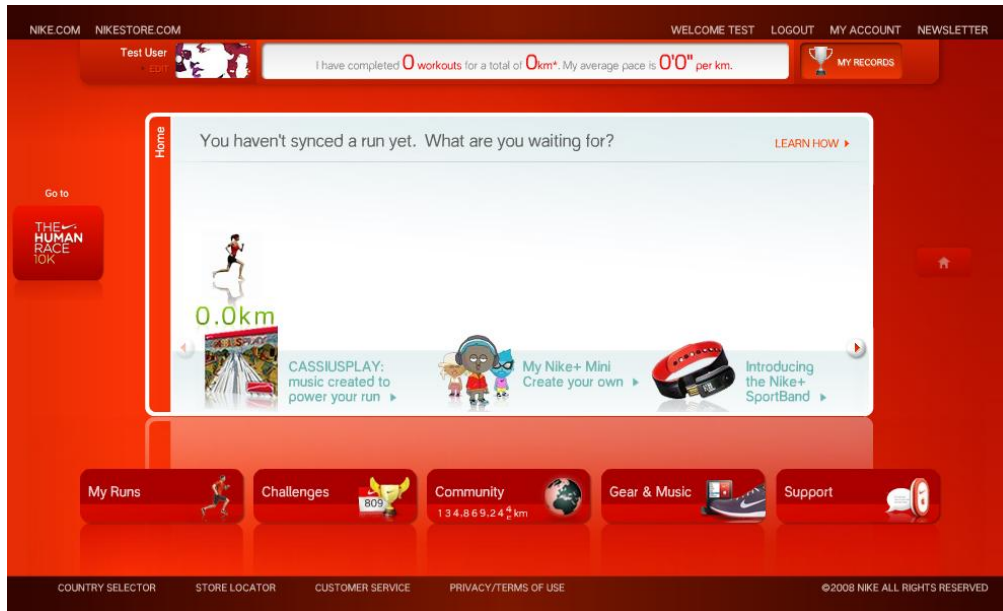 NIKE.COM NIKESTORE.COM WELCOME TEST LOGOUT MY ACCOUNT NEWSLETTER
Test User
EDIT
I have completed 0 workouts for a total of 0km*. My average pace is 0'0" per km.
MY RECORDS
Home
You haven't synced a run yet. What are you waiting for?
LEARN HOW
Go to
THE
HUMAN
RACE
10K
0.0km
CASSIUSPLAY:
music created to
power your run
My Nike+ Mini
Create your own
Introducing
the Nike+
SportBand
My Runs
Challenges
809
Community
134.869.24 km
Gear & Music
Support
COUNTRY SELECTOR STORE LOCATOR CUSTOMER SERVICE PRIVACY/TERMS OF USE ©2008 NIKE ALL RIGHTS RESERVED